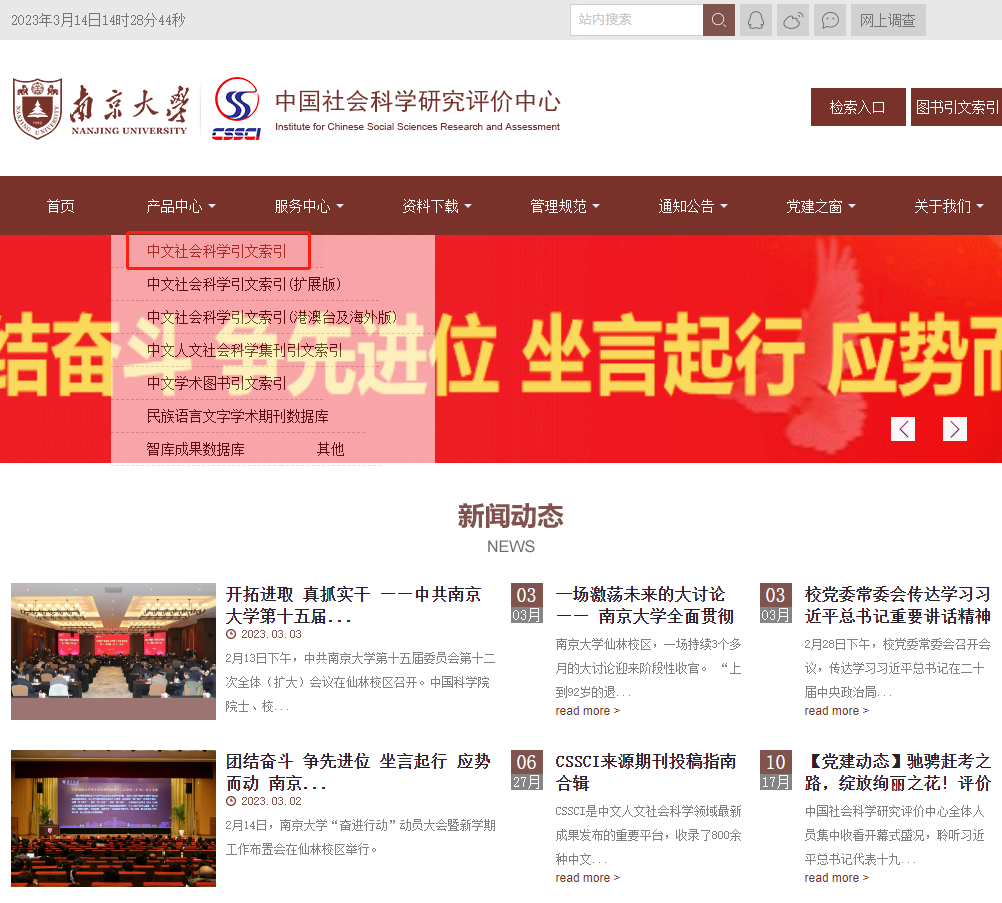 2023年3月14日14时28分44秒
站内搜索
网上调查
南京大学
NANJING UNIVERSITY
CSSCI
中国社会科学研究评价中心
Institute for Chinese Social Sciences Research and Assessment
检索入口
图书引文索引
首页 产品中心 服务中心 资料下载 管理规范 通知公告 党建之窗 关于我们
中文社会科学引文索引
中文社会科学引文索引(扩展版)
中文社会科学引文索引(港澳台及海外版)
中文人文社会科学集刊引文索引
中文学术图书引文索引
民族语言文字学术期刊数据库
智库成果数据库 其他
结奋斗 争先进位 坐言起行 应势而
新闻动态
NEWS
开拓进取 真抓实干 ——中共南京
大学第十五届...
2023.03.03
2月13日下午，中共南京大学第十五届委员会第十二
次全体（扩大）会议在仙林校区召开。中国科学院
院士、校...
03
03月
一场激荡未来的大讨论
—— 南京大学全面贯彻
南京大学仙林校区，一场持续3个多
月的大讨论迎来阶段性收官。“上
到92岁的退...
read more >
03
03月
校党委常委会传达学习习
近平总书记重要讲话精神
2月28日下午，校党委常委会召开会
议，传达学习习近平总书记在二十
届中央政治局...
read more >
团结奋斗 争先进位 坐言起行 应势
而动 南京...
2023.03.02
2月14日，南京大学“奋进行动”动员大会暨新学期
工作布置会在仙林校区举行。
06
27月
CSSCI来源期刊投稿指南
合辑
CSSCI是中文人文社会科学领域最新
成果发布的重要平台，收录了800余
种中文...
read more >
10
17月
【党建动态】驰骋赶考之
路，绽放绚丽之花！评价
中国社会科学研究评价中心全体人
员集中收看开幕式盛况，聆听习近
平总书记代表十九...
read more >